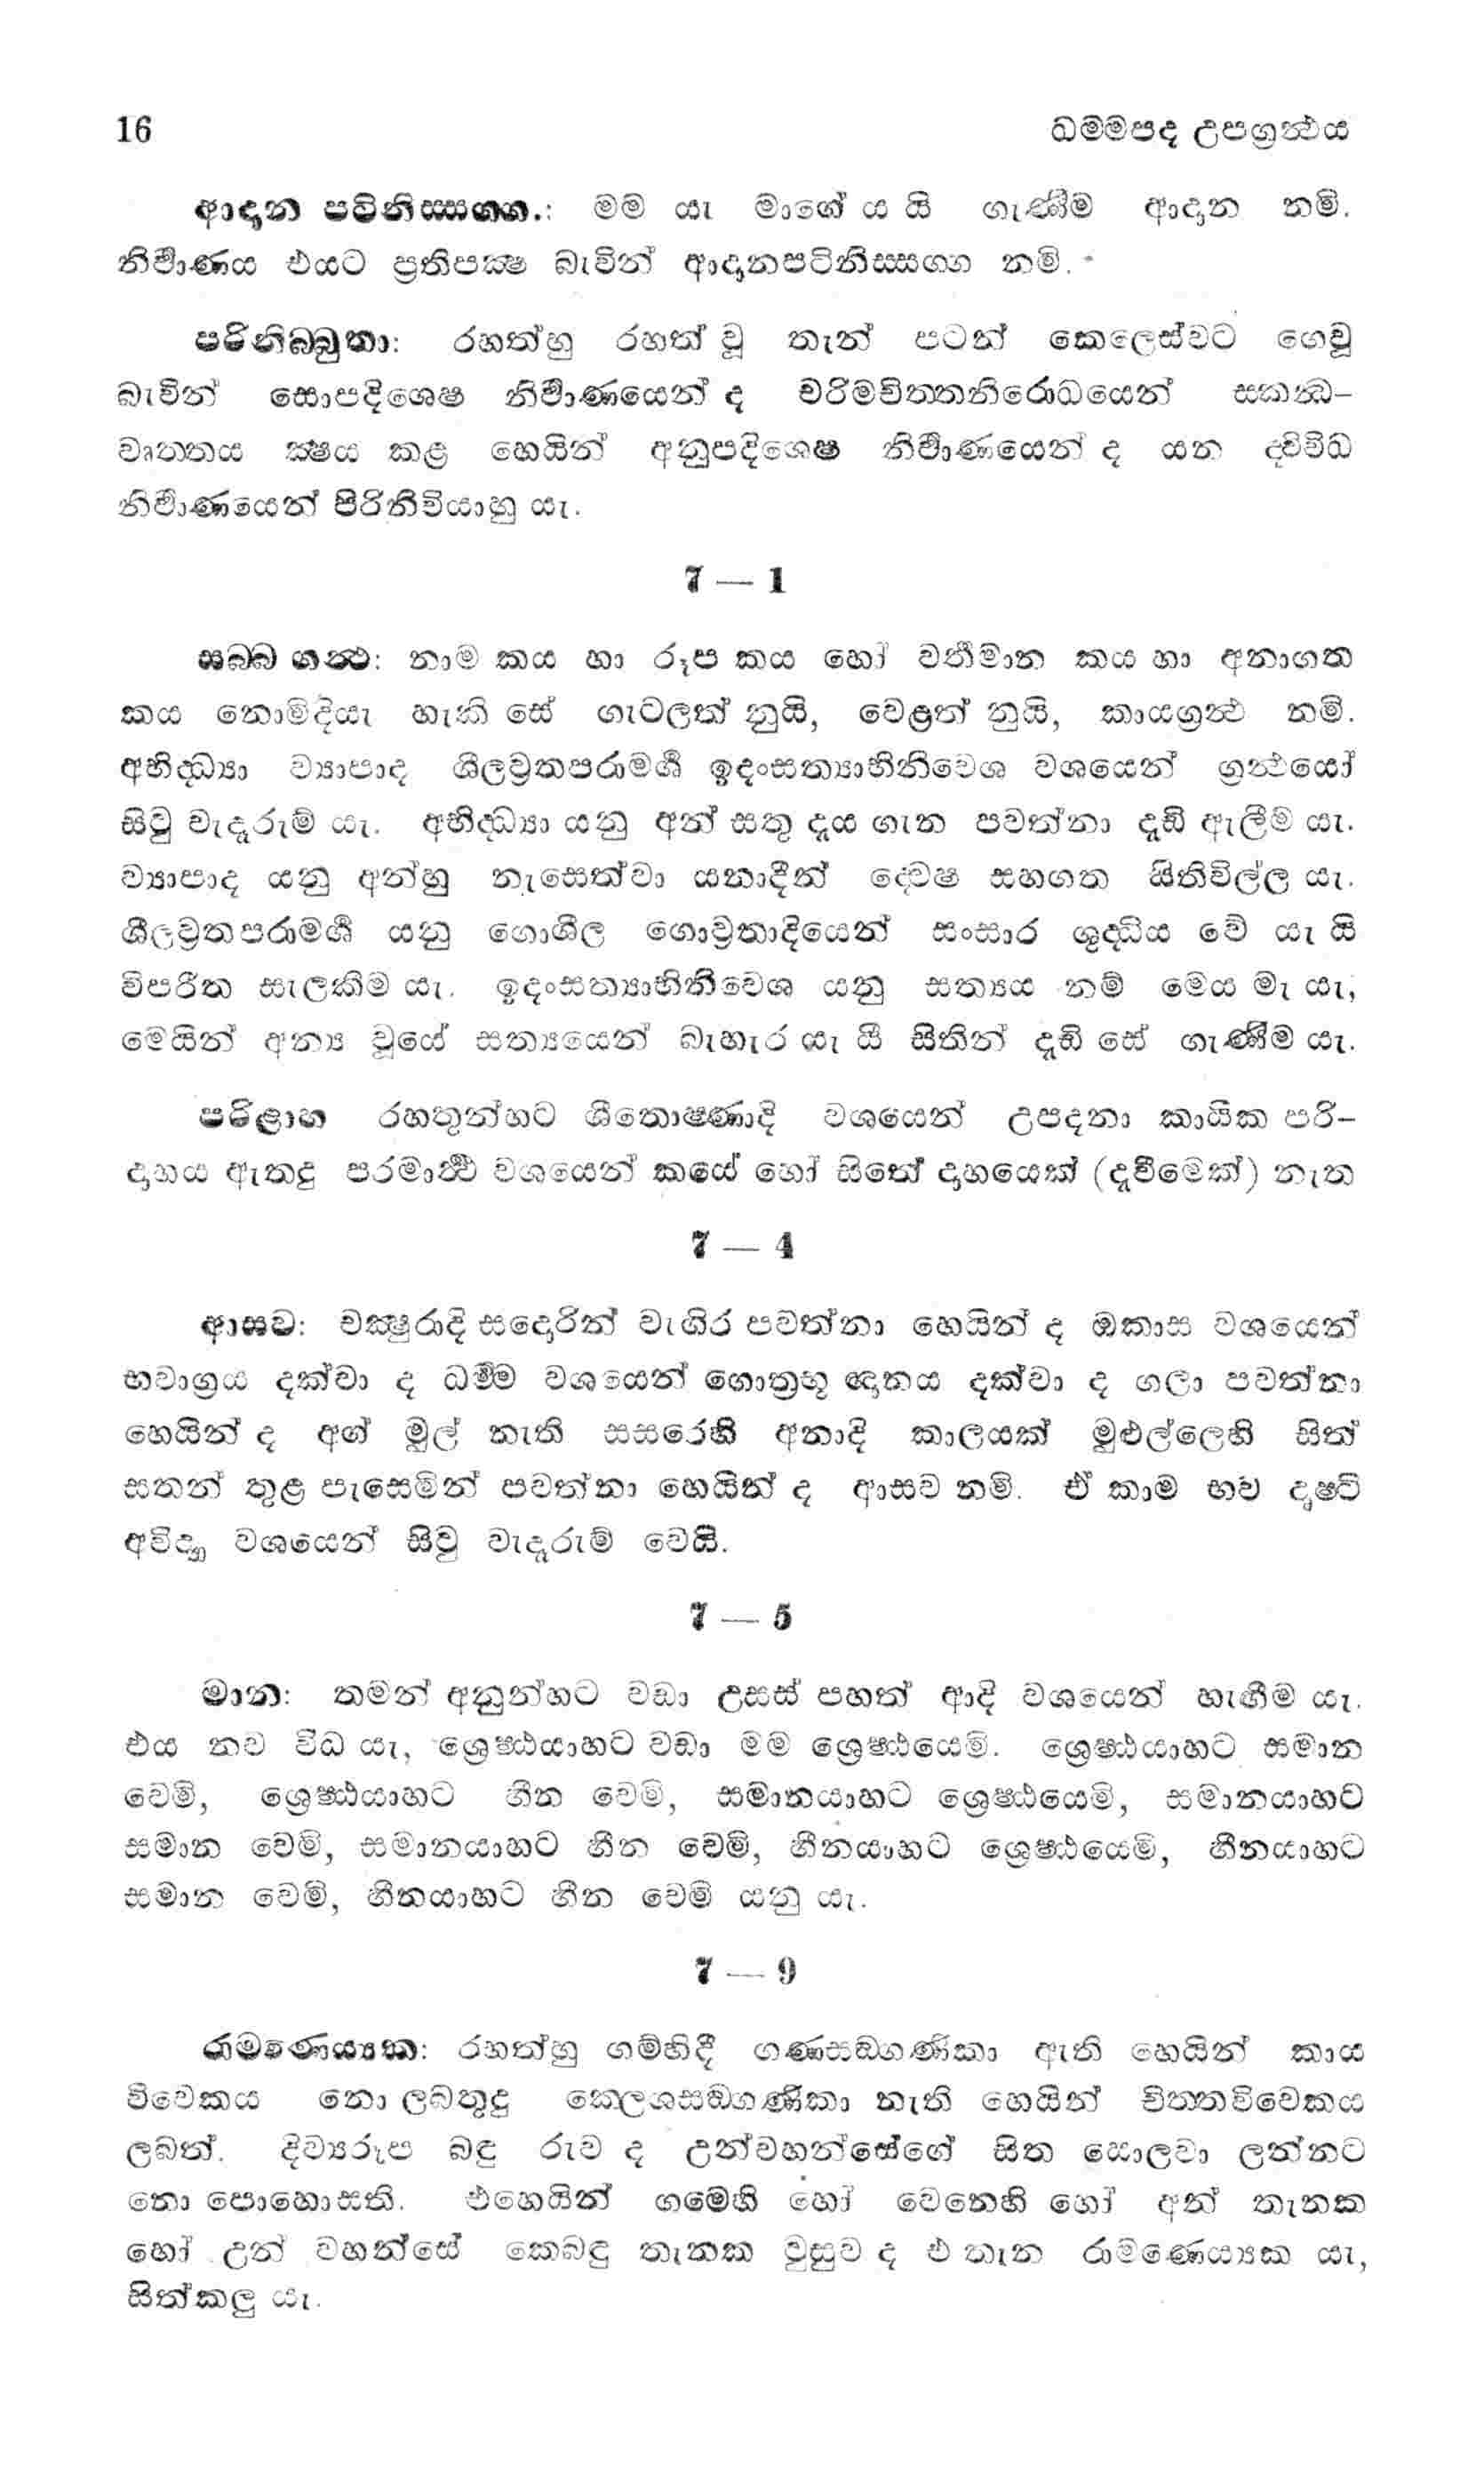 16 ධම්මපද උපග්‍රන්ථය
ආදාන පටිනිස්සග්ග.: මම යැ මාගේ ය යි ගැණීම ආදාන නම්.
නිර්‍වාණය එයට ප්‍රතිපක්‍ෂ බැවින් ආදානපටිනිස්සග්ග නම්.
පරිනිබ්බුතා: රහත්හු රහත් වූ තැන් පටන් කෙලෙස්වට ගෙවූ
බැවින් සොපදිශෙෂ නිර්‍වාණයෙන් ද චරිමචිත්තනිරොධයෙන් ස්කන්ධ–
වෘත්තය ක්‍ෂය කළ හෙයින් අනුපදිශෙෂ නිර්‍වාණයෙන් ද යන ද්විවිධ
නිර්‍වාණයෙන් පිරිනිවියාහු යැ.
7 — 1
සබ්බ ගන්ථ: නාම කය හා රූප කය හෝ වර්‍තමාන කය හා අනාගත
කය නොමිදියැ හැකි සේ ගැටලත් නුයි, වෙළත් නුයි, කායග්‍රන්ථ නම්.
අභිද්ධ්‍යා ව්‍යාපාද ශීලව්‍රතපරාමර්‍ශ ඉදංසත්‍යාභිනිවෙශ වශයෙන් ග්‍රන්ථයෝ
සිවු වැදෑරුම් යැ. අභිද්ධ්‍යා යනු අන් සතු දැය ගැන පවත්නා දැඩි ඇලීම යැ.
ව්‍යාපාද යනු අන්හු නැසෙත්වා යනාදීන් ද්වෙෂ සහගත සිතිවිල්ල යැ.
ශීලව්‍රතපරාමර්‍ශ යනු ගොශීල ගොව්‍රතාදියෙන් සංසාර ශුද්ධිය වේ යැ යි
විපරීත සැලකිම යැ. ඉදංසත්‍යාභිනිවෙශ යනු සත්‍යය නම් මෙය මැ යැ,
මෙයින් අන්‍ය වූයේ සත්‍යයෙන් බැහැර යැ යි සිතින් දැඩි සේ ගැණීම යැ.
පරිළාහ රහතුන්හට ශීතොෂ්ණාදි වශයෙන් උපදනා කායික පරි–
දාහය ඇතදු පරමාර්‍ථ වශයෙන් කයේ හෝ සිතේ දාහයෙක් (දැවීමෙක්) නැත
7 — 4
ආසව: චක්‍ෂුරාදි සදොරින් වැගිර පවත්නා හෙයින් ද ඔකාස වශයෙන්
භවාග්‍රය දක්වා ද ධර්‍ම වශයෙන් ගොත්‍රභූ ඥානය දක්වා ද ගලා පවත්නා
හෙයින් ද අග් මුල් නැති සසරෙහි අනාදි කාලයක් මුළුල්ලෙහි සිත්
සතන් තුළ පැසෙමින් පවත්නා හෙයින් ද ආසව නම්. ඒ කාම භව දෘෂ්ටි
අවිද්‍යා වශයෙන් සිවු වැදෑරුම් වෙයි.
7 — 5
මාන: තමන් අනුන්හට වඩා උසස් පහත් ආදි වශයෙන් හැඟීම යැ.
එය නව විධ යැ, ශ්‍රෙෂ්ඨයාහට වඩා මම ශ්‍රෙෂ්ඨයෙමි. ශ්‍රෙෂ්ඨයාහට සමාන
වෙමි, ශ්‍රෙෂ්ඨයාහට හීන වෙමි, සමානයාහට ශ්‍රෙෂ්ඨයෙමි, සමානයාහට
සමාන වෙමි, සමානයාහට හීන වෙමි, හීනයාහට ශ්‍රෙෂ්ඨයෙමි, හීනයාහට
සමාන වෙමි, හීනයාහට හීන වෙමි යනු යැ.
7 — 9
රාමණෙය්‍යක: රහත්හු ගම්හිදී ගණසඞ්ගණිකා ඇති හෙයින් කාය
විවෙකය නො ලබතුදු ක්ලෙශසඞ්ගණිකා නැති හෙයින් චිත්තවිවෙකය
ලබත්. දිව්‍යරූප බඳු රුව ද උන්වහන්සේගේ සිත සොලවා ලන්නට
නො පොහොසති. එහෙයින් ගමෙහි හෝ වෙනෙහි හෝ අන් තැනක
හෝ උන් වහන්සේ කෙබඳු තැනක වුසුව ද එ තැන රාමණෙය්‍යක යැ,
සිත්කලු යැ.